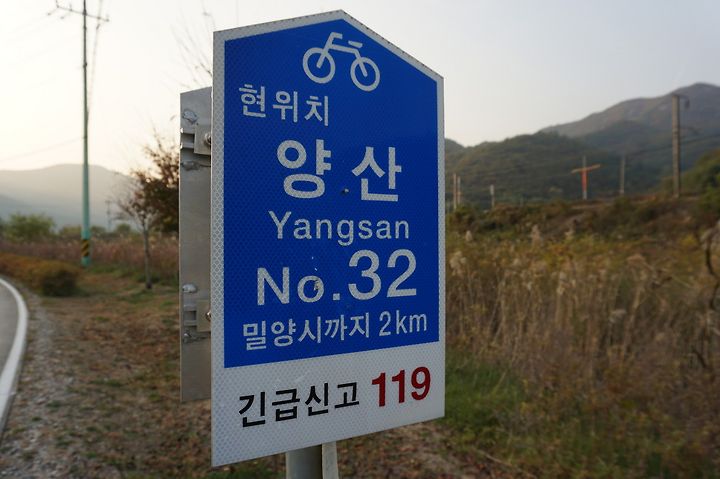 현위치
양산
Yangsan
No.32
밀양시까지 2km
긴급신고 119